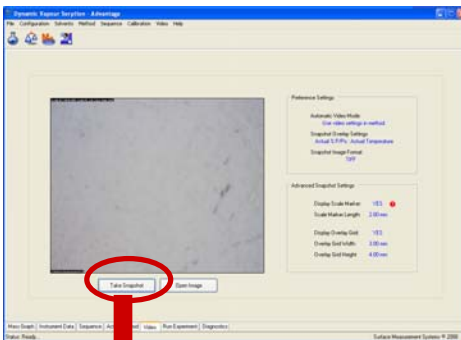 Dynamic Vapour Sorption - Advantage
File Configuration Solvents Method Sequence Calibration Video Help
Preference Settings
Automatic Video Mode:
Use video settings in method
Snapshot Overlay Settings
Actual % P/Po Actual Temperature
Snapshot Image Format
TIFF
Advanced Snapshot Settings
Display Scale Marker: YES
Scale Marker Length: 2.00 mm
Display Overlay Grid: YES
Overlay Grid Width: 3.00 mm
Overlay Grid Height: 4.00 mm
Take Snapshot Open Image
Mass Graph Instrument Data Sequence Video Run Experiment Diagnostics
Status: Ready... Surface Measurement Systems © 2006